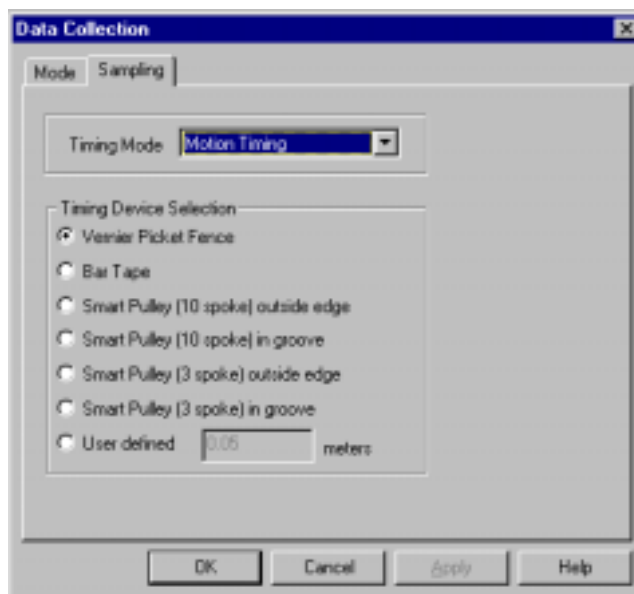 Data Collection
Mode Sampling
Timing Mode Motion Timing
Timing Device Selection
Vernier Picket Fence
Bar Tape
Smart Pulley (10 spoke) outside edge
Smart Pulley (10 spoke) in groove
Smart Pulley (3 spoke) outside edge
Smart Pulley (3 spoke) in groove
User defined 0.05 meters
OK Cancel Apply Help